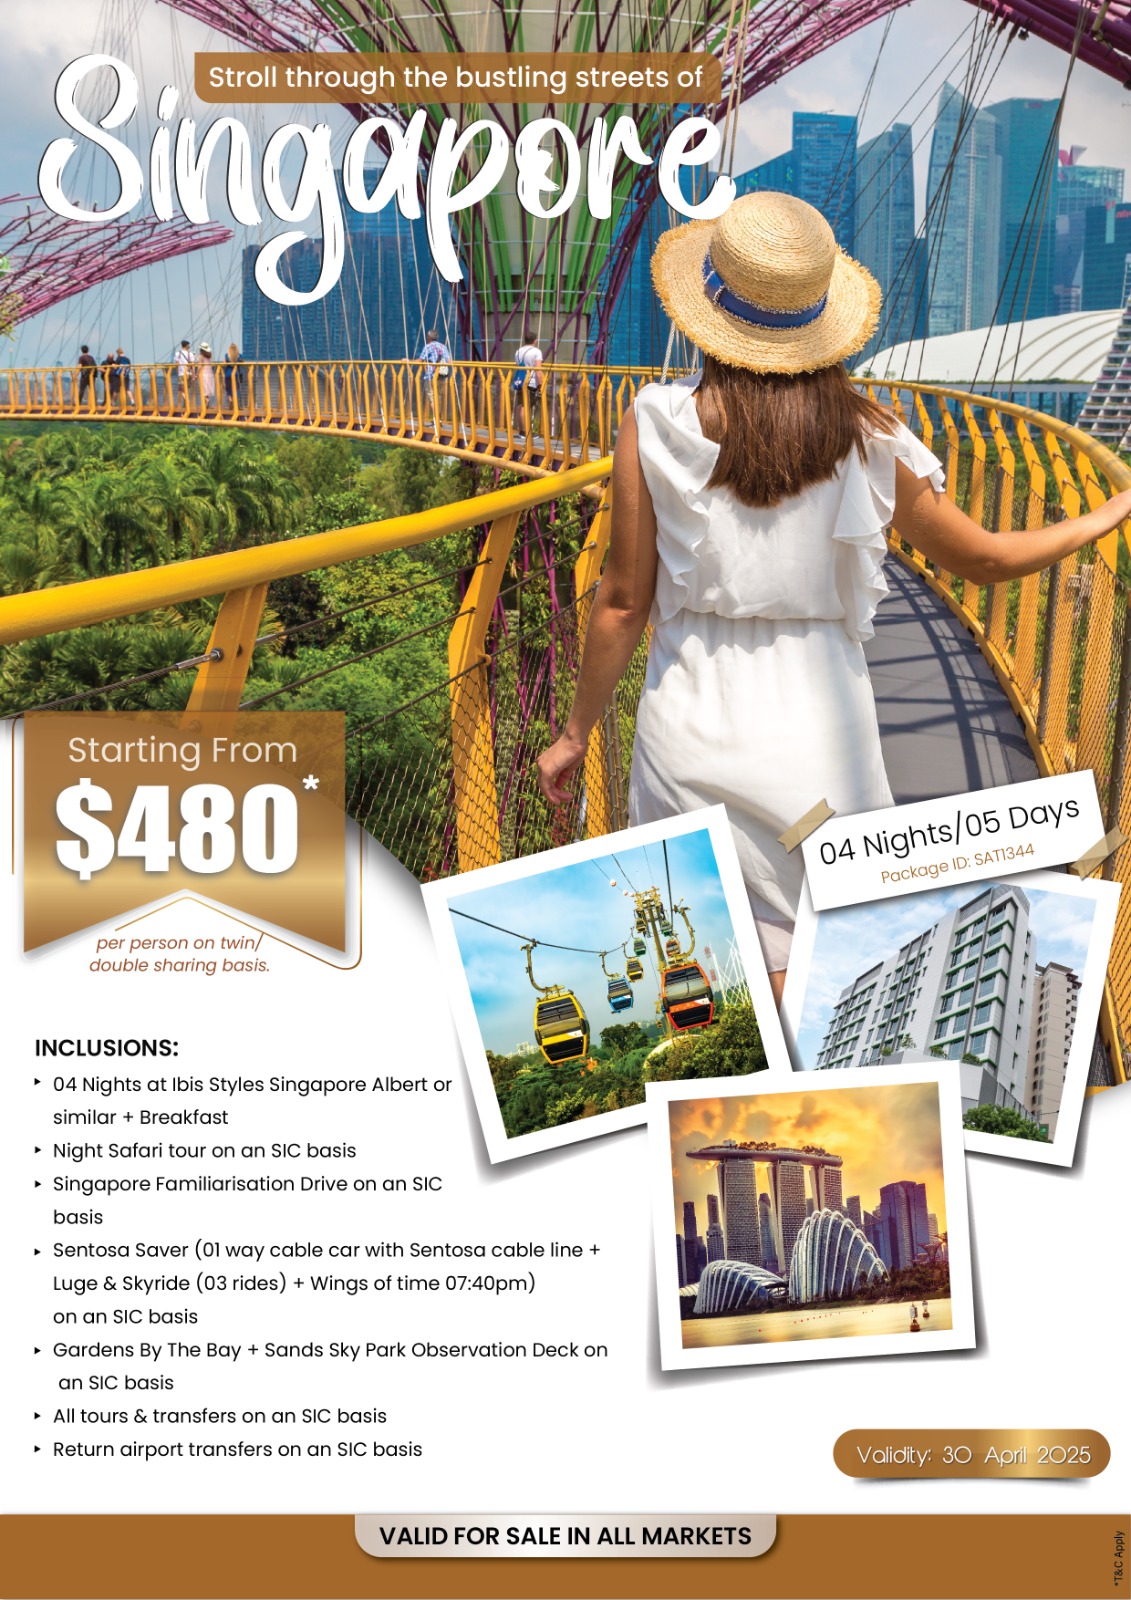 Stroll through the bustling streets of
Singapore
Starting From
$480*
per person on twin/
double sharing basis.
04 Nights/05 Days
Package ID: SAT1344
INCLUSIONS:
‣ 04 Nights at Ibis Styles Singapore Albert or
similar + Breakfast
‣ Night Safari tour on an SIC basis
‣ Singapore Familiarisation Drive on an SIC
basis
‣ Sentosa Saver (01 way cable car with Sentosa cable line +
Luge & Skyride (03 rides) + Wings of time 07:40pm)
on an SIC basis
‣ Gardens By The Bay + Sands Sky Park Observation Deck on
an SIC basis
‣ All tours & transfers on an SIC basis
‣ Return airport transfers on an SIC basis
Validity: 30 April 2025
VALID FOR SALE IN ALL MARKETS
*T&C Apply